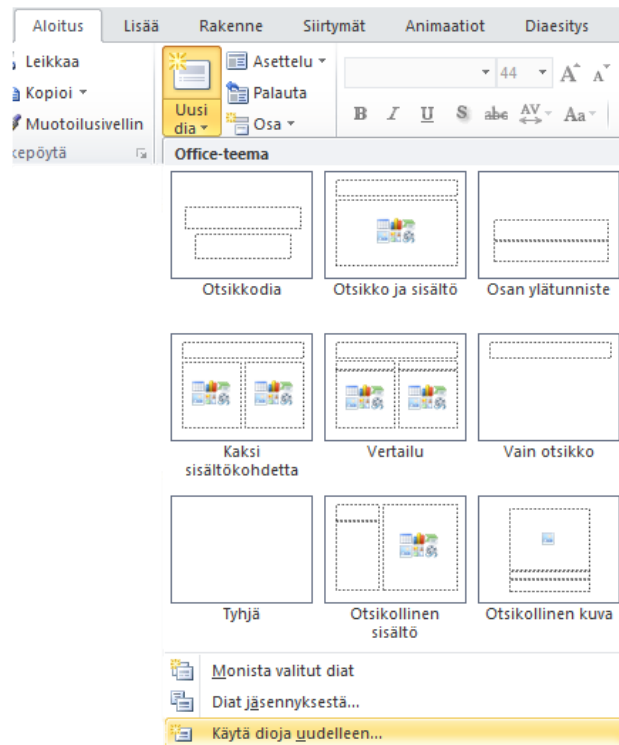 Aloitus Lisää Rakenne Siirtymät Animaatiot Diaesitys
Leikkaa
Kopioi
Muotoilusivellin
Uusi
dia
Asettelu
Palauta
Osa
44 A A
B I U S abc AV Aa
Office-teema
Otsikkodia Otsikko ja sisältö Osan ylätunniste
Kaksi
sisältökohdetta
Vertailu Vain otsikko
Tyhjä
Otsikollinen
sisältö
Otsikollinen kuva
Monista valitut diat
Diat jäsennyksestä...
Käytä dioja uudelleen...